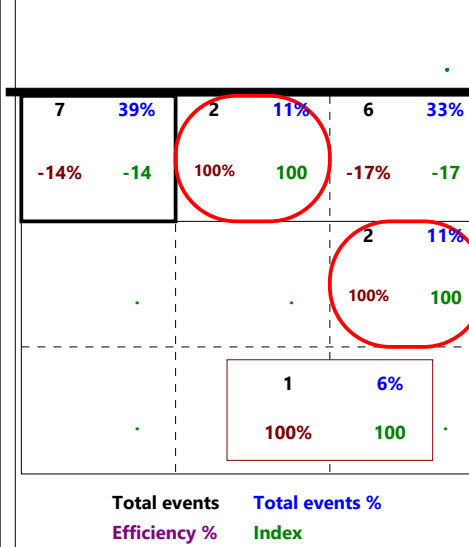 7 39% 2 11% 6 33%
-14% -14 100% 100 -17% -17
2 11%
100% 100
1 6%
100% 100
Total events Total events %
Efficiency % Index